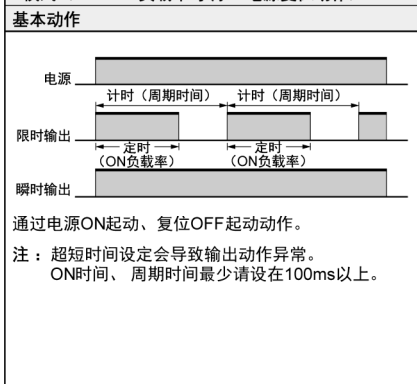 基本动作
电源
计时（周期时间） 计时（周期时间）
限时输出
定时 定时
（ON负载率） （ON负载率）
瞬时输出
通过电源ON起动、复位OFF起动动作。
注：超短时间设定会导致输出动作异常。
ON时间、周期时间最少请设在100ms以上。